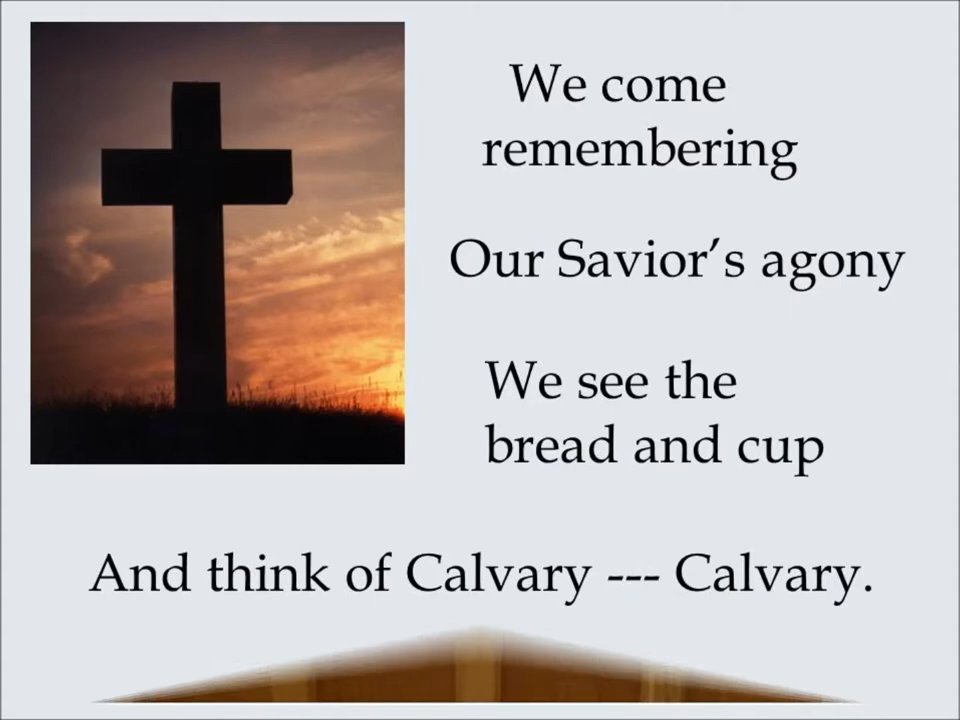 We come
remembering
Our Savior’s agony
We see the
bread and cup
And think of Calvary --- Calvary.